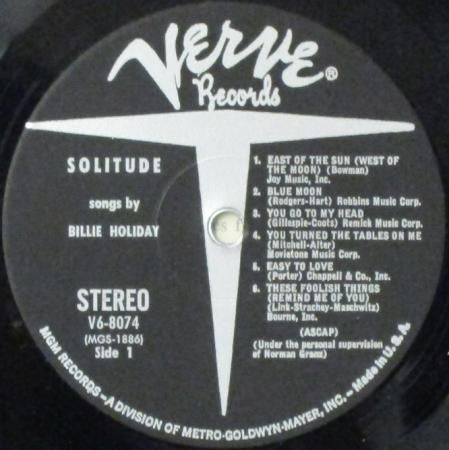 Verve®
Records
SOLITUDE
songs by
BILLIE HOLIDAY
STEREO
V6-8074
(MGS-1886)
Side 1
1. EAST OF THE SUN (WEST OF
THE MOON) (Bowman)
Joy Music, Inc.
2. BLUE MOON
(Rodgers-Hart) Robbins Music Corp.
3. YOU GO TO MY HEAD
(Gillespie-Coots) Remick Music Corp.
4. YOU TURNED THE TABLES ON ME
(Mitchell-Alter)
Movietone Music Corp.
5. EASY TO LOVE
(Porter) Chappell & Co., Inc.
6. THESE FOOLISH THINGS
(REMIND ME OF YOU)
(Link-Strachey-Maschwitz)
Bourne, Inc.
(ASCAP)
(Under the personal supervision
of Norman Granz)
MGM RECORDS – A DIVISION OF METRO-GOLDWYN-MAYER, INC. – Made in U.S.A.